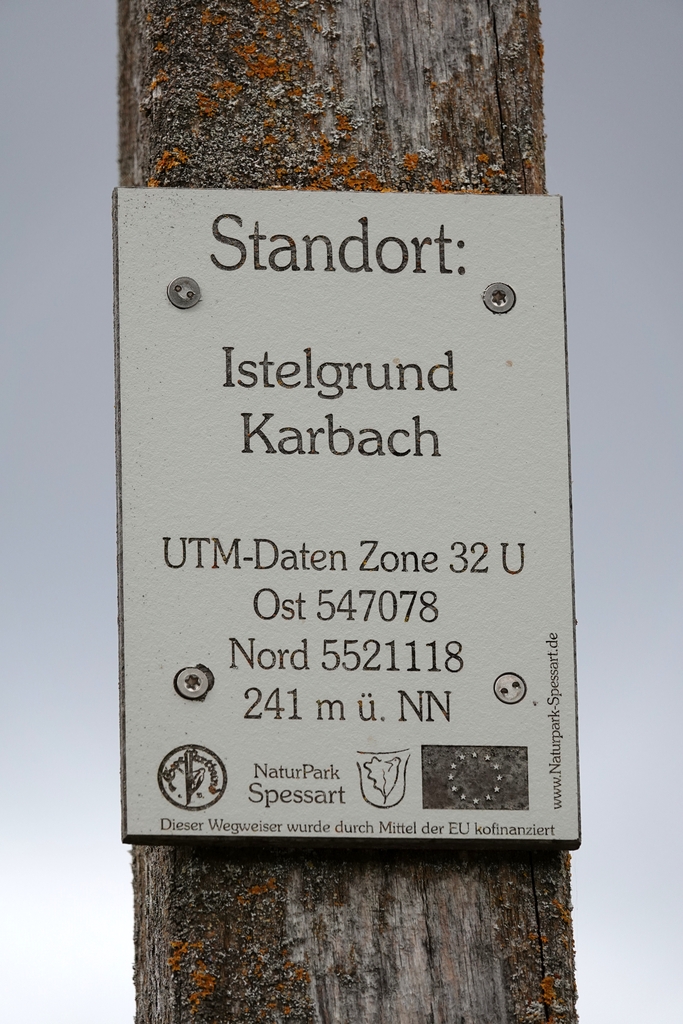 Standort:
Istelgrund
Karbach
UTM-Daten Zone 32 U
Ost 547078
Nord 5521118
241 m ü. NN
NaturPark
Spessart
www.Naturpark-Spessart.de
Dieser Wegweiser wurde durch Mittel der EU kofinanziert